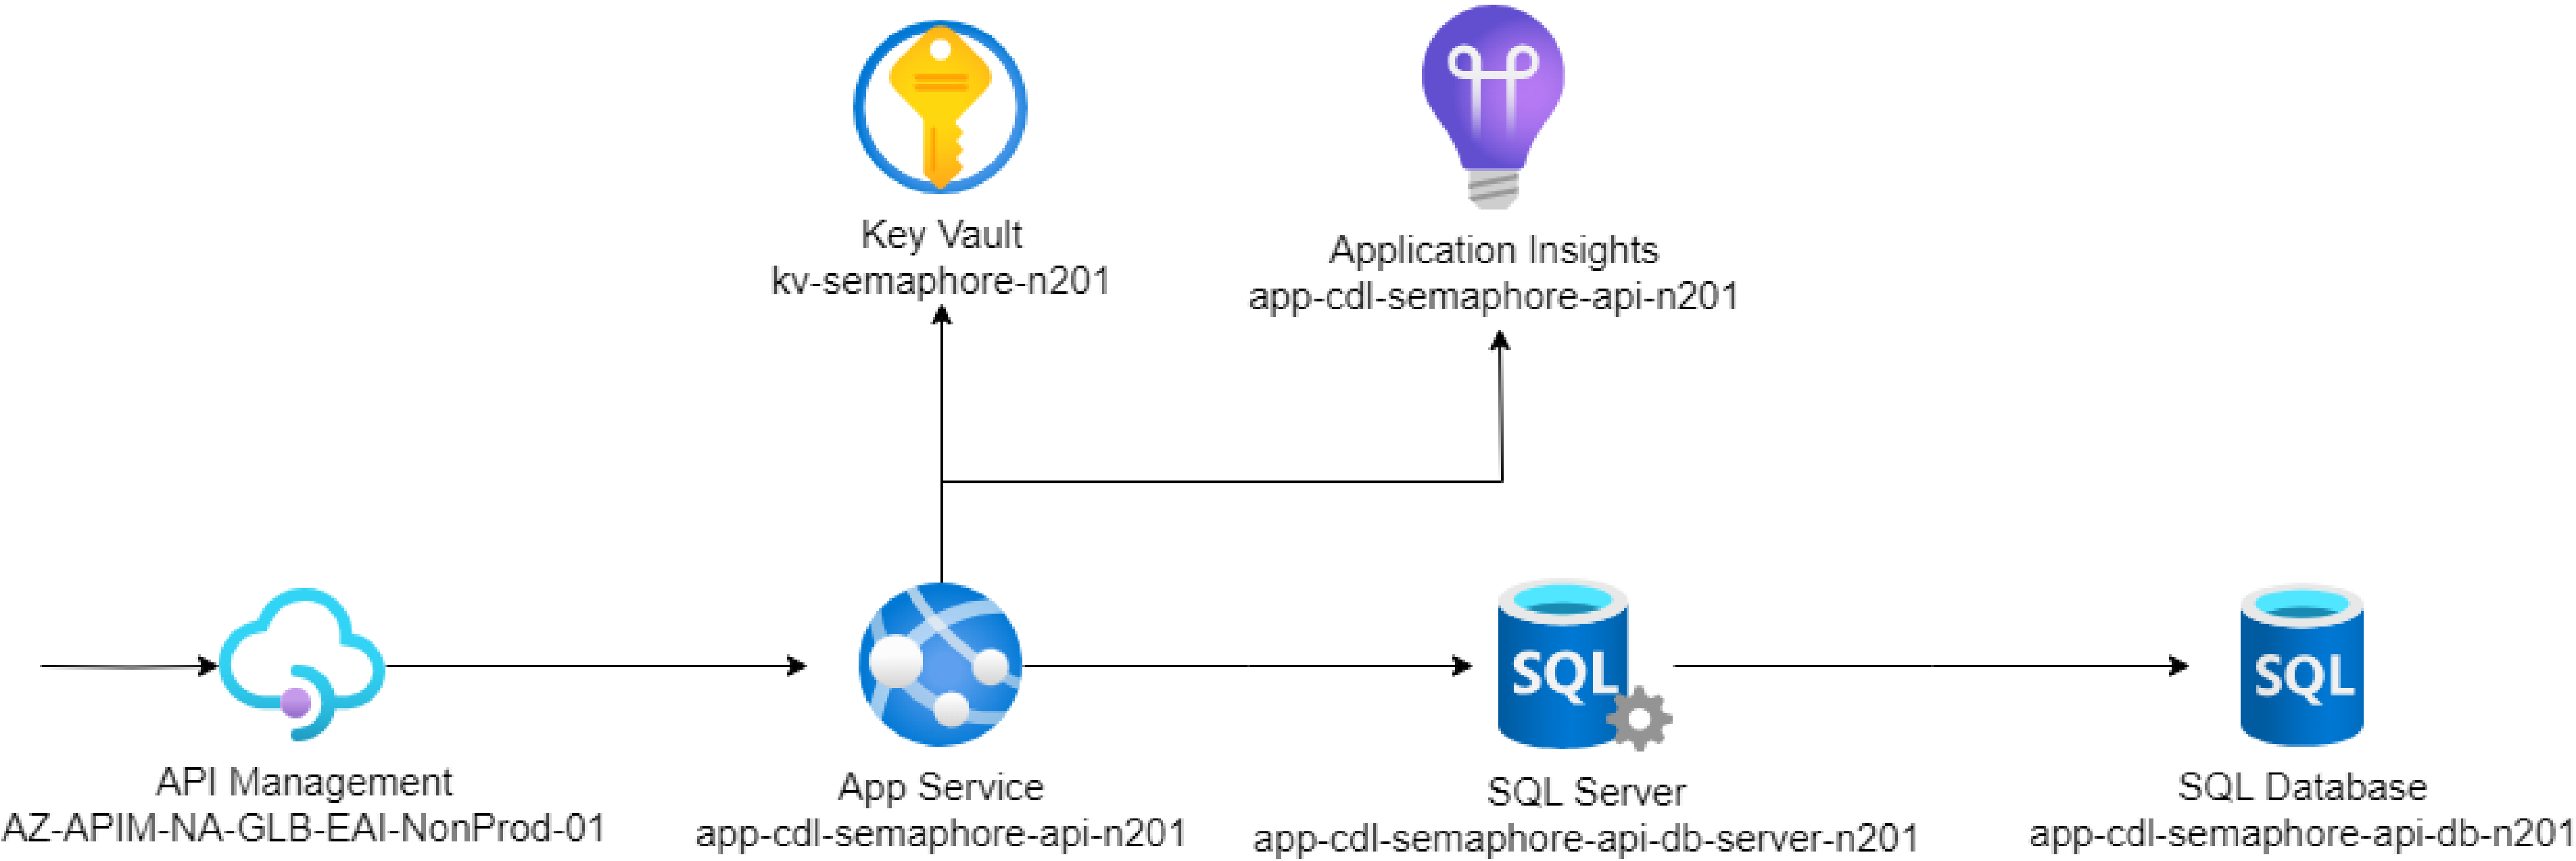 Key Vault
kv-semaphore-n201
Application Insights
app-cdl-semaphore-api-n201
API Management
AZ-APIM-NA-GLB-EAI-NonProd-01
App Service
app-cdl-semaphore-api-n201
SQL
SQL Server
app-cdl-semaphore-api-db-server-n201
SQL
SQL Database
app-cdl-semaphore-api-db-n201